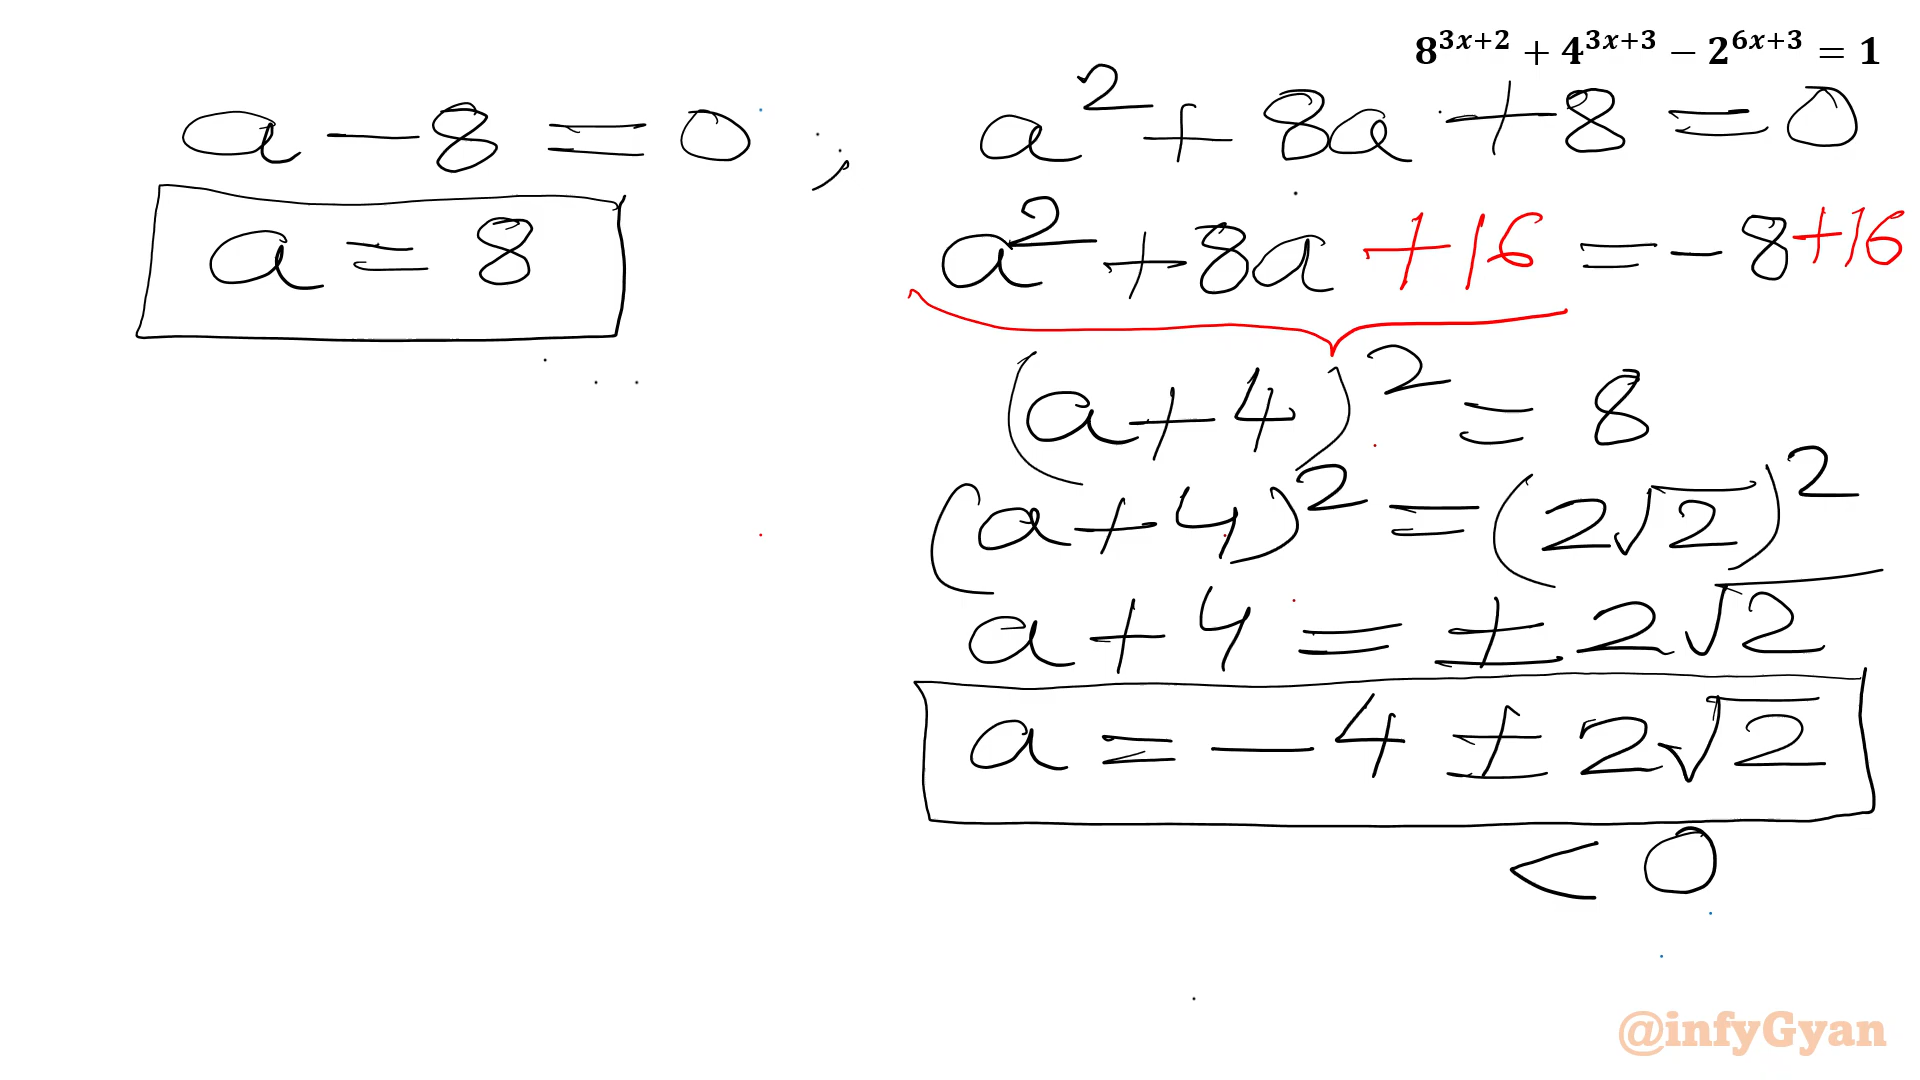 8^{3x+2} + 4^{3x+3} − 2^{6x+3} = 1
a − 8 = 0 ,
a = 8
a² + 8a + 8 = 0
a² + 8a + 16 = − 8 + 16
(a + 4)² = 8
(a + 4)² = (2√2)²
a + 4 = ± 2√2
a = − 4 ± 2√2
< 0
@infyGyan